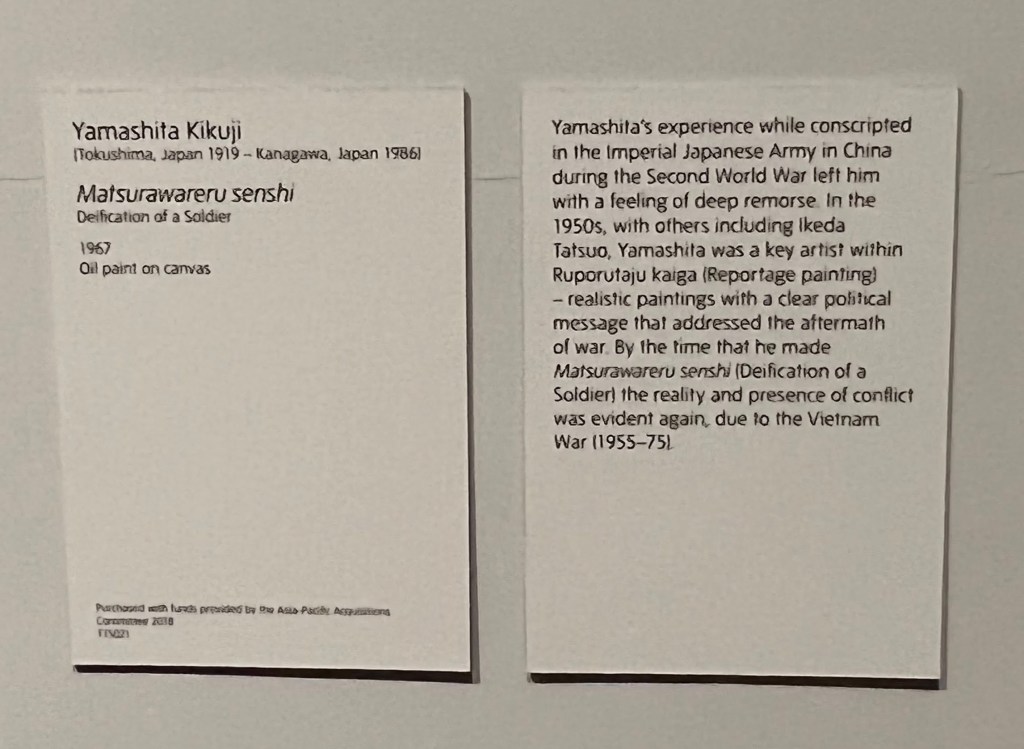 Yamashita Kikuji
(Tokushima, Japan 1919 – Kanagawa, Japan 1986)
Matsurawareru senshi
Deification of a Soldier
1967
Oil paint on canvas
Purchased with funds provided by the Asia-Pacific Acquisitions
Committee 2018
Yamashita's experience while conscripted
in the Imperial Japanese Army in China
during the Second World War left him
with a feeling of deep remorse. In the
1950s, with others including Ikeda
Tatsuo, Yamashita was a key artist within
Ruporutaju kaiga (Reportage painting)
– realistic paintings with a clear political
message that addressed the aftermath
of war. By the time that he made
Matsurawareru senshi (Deification of a
Soldier) the reality and presence of conflict
was evident again, due to the Vietnam
War (1955–75).